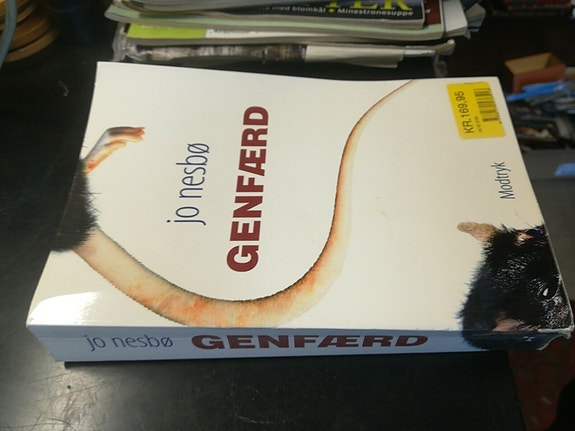 med blomkål / Minestronesuppe
jo nesbø
GENFÆRD
KR.169,95
Modtryk
jo nesbø
GENFÆRD